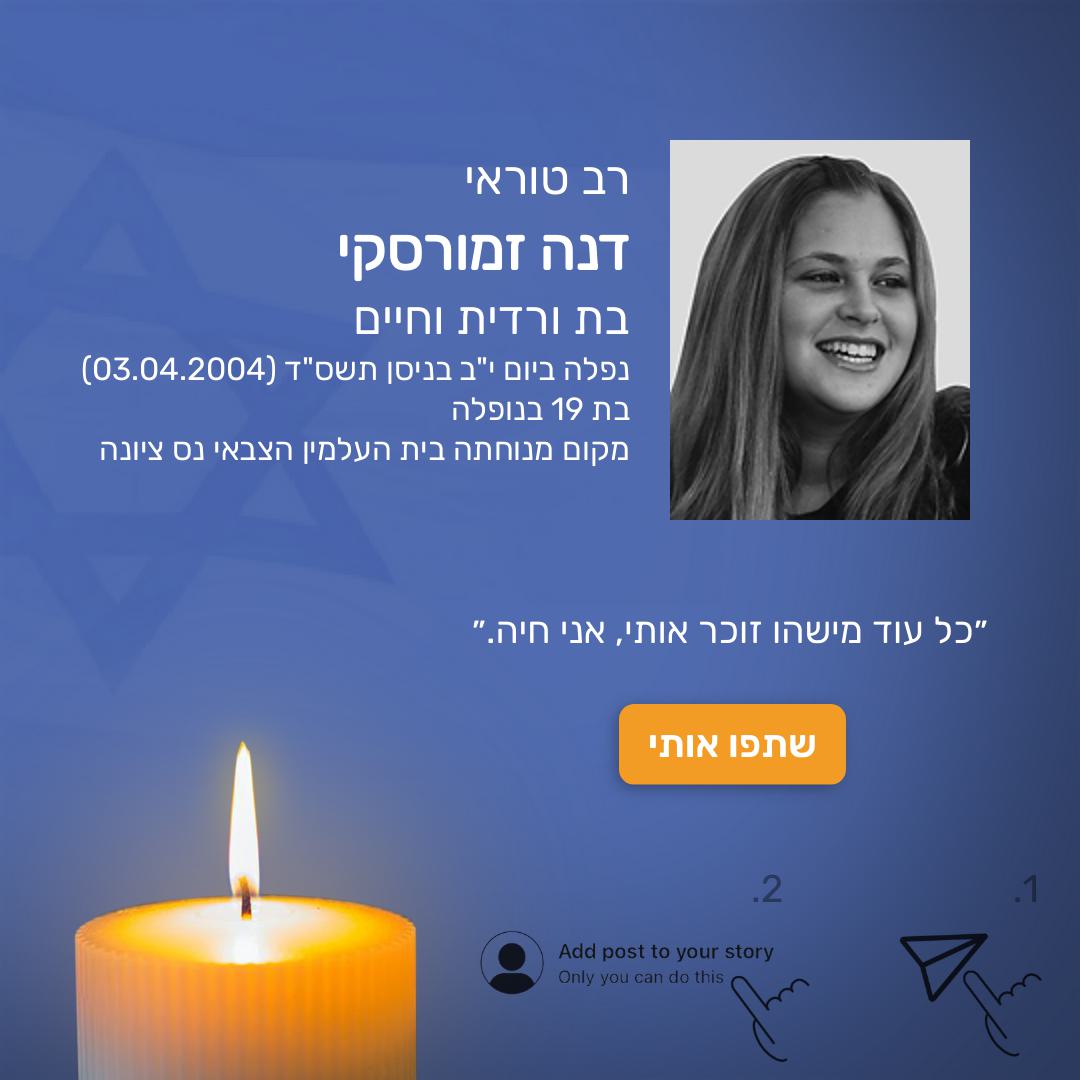 רב טוראי
דנה זמורסקי
בת ורדית וחיים
נפלה ביום י"ב בניסן תשס"ד (03.04.2004)
בת 19 בנופלה
מקום מנוחתה בית העלמין הצבאי נס ציונה
״כל עוד מישהו זוכר אותי, אני חיה.״
שתפו אותי
1.
2.
Add post to your story
Only you can do this